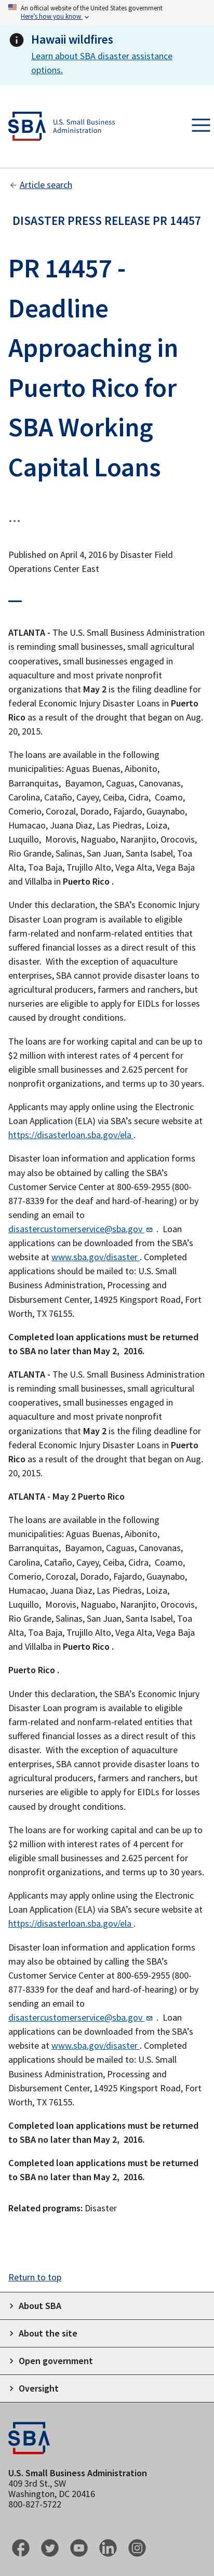 An official website of the United States government
Here's how you know
Hawaii wildfires
Learn about SBA disaster assistance
options.
SBA
U.S. Small Business
Administration
Article search
DISASTER PRESS RELEASE PR 14457
PR 14457 -
Deadline
Approaching in
Puerto Rico for
SBA Working
Capital Loans
...
Published on April 4, 2016 by Disaster Field
Operations Center East
ATLANTA - The U.S. Small Business Administration
is reminding small businesses, small agricultural
cooperatives, small businesses engaged in
aquaculture and most private nonprofit
organizations that May 2 is the filing deadline for
federal Economic Injury Disaster Loans in Puerto
Rico as a result of the drought that began on Aug.
20, 2015.
The loans are available in the following
municipalities: Aguas Buenas, Aibonito,
Barranquitas, Bayamon, Caguas, Canovanas,
Carolina, Cataño, Cayey, Ceiba, Cidra, Coamo,
Comerio, Corozal, Dorado, Fajardo, Guaynabo,
Humacao, Juana Diaz, Las Piedras, Loiza,
Luquillo, Morovis, Naguabo, Naranjito, Orocovis,
Rio Grande, Salinas, San Juan, Santa Isabel, Toa
Alta, Toa Baja, Trujillo Alto, Vega Alta, Vega Baja
and Villalba in Puerto Rico .
Under this declaration, the SBA's Economic Injury
Disaster Loan program is available to eligible
farm-related and nonfarm-related entities that
suffered financial losses as a direct result of this
disaster. With the exception of aquaculture
enterprises, SBA cannot provide disaster loans to
agricultural producers, farmers and ranchers, but
nurseries are eligible to apply for EIDLs for losses
caused by drought conditions.
The loans are for working capital and can be up to
$2 million with interest rates of 4 percent for
eligible small businesses and 2.625 percent for
nonprofit organizations, and terms up to 30 years.
Applicants may apply online using the Electronic
Loan Application (ELA) via SBA's secure website at
https://disasterloan.sba.gov/ela .
Disaster loan information and application forms
may also be obtained by calling the SBA's
Customer Service Center at 800-659-2955 (800-
877-8339 for the deaf and hard-of-hearing) or by
sending an email to
disastercustomerservice@sba.gov . Loan
applications can be downloaded from the SBA's
website at www.sba.gov/disaster . Completed
applications should be mailed to: U.S. Small
Business Administration, Processing and
Disbursement Center, 14925 Kingsport Road, Fort
Worth, TX 76155.
Completed loan applications must be returned
to SBA no later than May 2, 2016.
ATLANTA - The U.S. Small Business Administration
is reminding small businesses, small agricultural
cooperatives, small businesses engaged in
aquaculture and most private nonprofit
organizations that May 2 is the filing deadline for
federal Economic Injury Disaster Loans in Puerto
Rico as a result of the drought that began on Aug.
20, 2015.
ATLANTA - May 2 Puerto Rico
The loans are available in the following
municipalities: Aguas Buenas, Aibonito,
Barranquitas, Bayamon, Caguas, Canovanas,
Carolina, Cataño, Cayey, Ceiba, Cidra, Coamo,
Comerio, Corozal, Dorado, Fajardo, Guaynabo,
Humacao, Juana Diaz, Las Piedras, Loiza,
Luquillo, Morovis, Naguabo, Naranjito, Orocovis,
Rio Grande, Salinas, San Juan, Santa Isabel, Toa
Alta, Toa Baja, Trujillo Alto, Vega Alta, Vega Baja
and Villalba in Puerto Rico .
Puerto Rico .
Under this declaration, the SBA's Economic Injury
Disaster Loan program is available to eligible
farm-related and nonfarm-related entities that
suffered financial losses as a direct result of this
disaster. With the exception of aquaculture
enterprises, SBA cannot provide disaster loans to
agricultural producers, farmers and ranchers, but
nurseries are eligible to apply for EIDLs for losses
caused by drought conditions.
The loans are for working capital and can be up to
$2 million with interest rates of 4 percent for
eligible small businesses and 2.625 percent for
nonprofit organizations, and terms up to 30 years.
Applicants may apply online using the Electronic
Loan Application (ELA) via SBA's secure website at
https://disasterloan.sba.gov/ela .
Disaster loan information and application forms
may also be obtained by calling the SBA's
Customer Service Center at 800-659-2955 (800-
877-8339 for the deaf and hard-of-hearing) or by
sending an email to
disastercustomerservice@sba.gov . Loan
applications can be downloaded from the SBA's
website at www.sba.gov/disaster . Completed
applications should be mailed to: U.S. Small
Business Administration, Processing and
Disbursement Center, 14925 Kingsport Road, Fort
Worth, TX 76155.
Completed loan applications must be returned
to SBA no later than May 2, 2016.
Completed loan applications must be returned
to SBA no later than May 2, 2016.
Related programs: Disaster
Return to top
About SBA
About the site
Open government
Oversight
SBA
U.S. Small Business Administration
409 3rd St., SW
Washington, DC 20416
800-827-5722